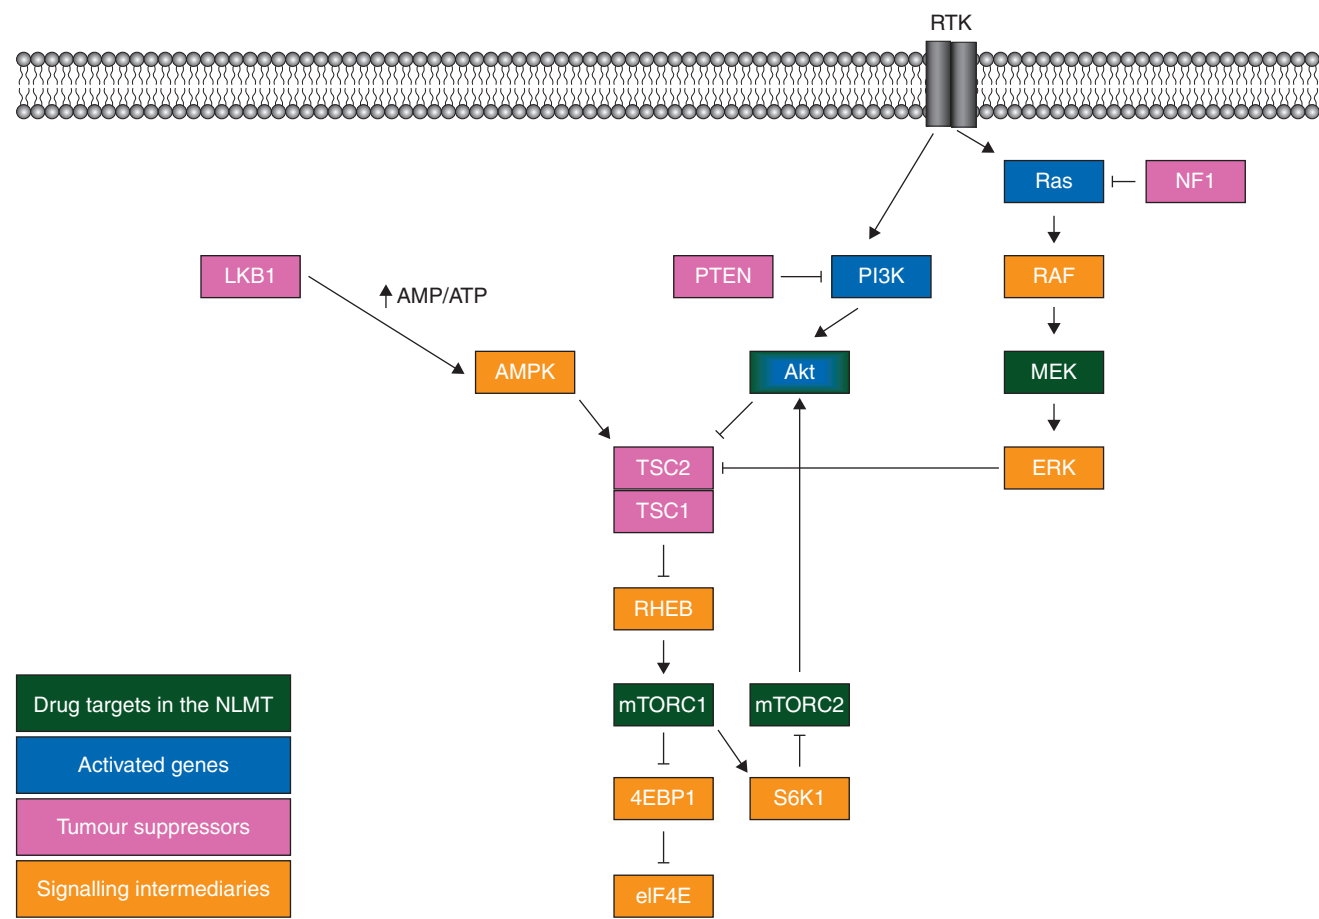 RTK
Ras
NF1
LKB1
AMP/ATP
PTEN
PI3K
RAF
AMPK
Akt
MEK
TSC2
ERK
TSC1
RHEB
Drug targets in the NLMT
mTORC1
mTORC2
Activated genes
4EBP1
S6K1
Tumour suppressors
Signalling intermediaries
eIF4E